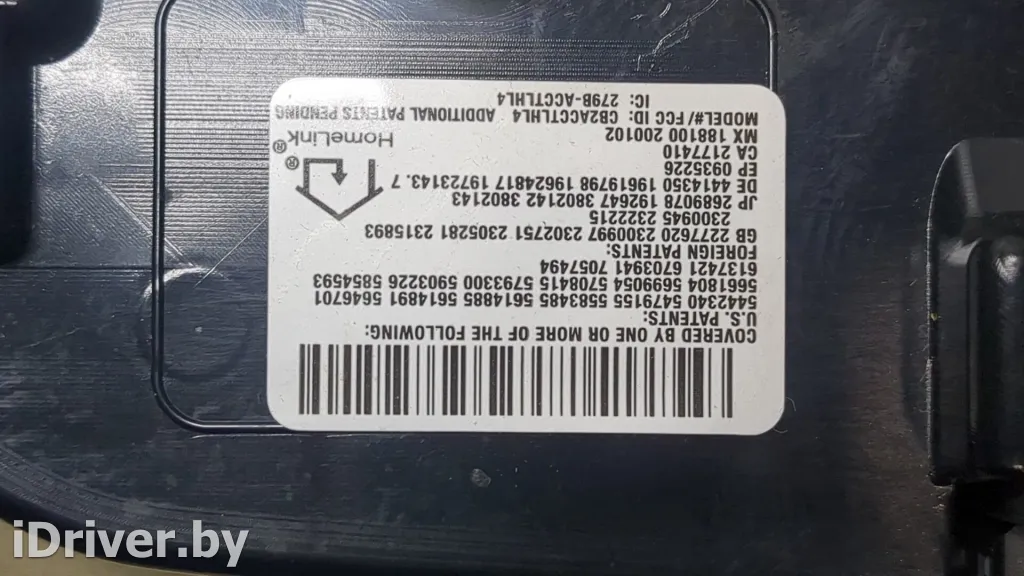 COVERED BY ONE OR MORE OF THE FOLLOWING:
U.S. PATENTS:
5442340 5479155 5583485 5614885 5614891 5646701
5661804 5699054 5708415 5793300 5903226 5854593
6137421 6703941 7057494
FOREIGN PATENTS:
GB 2277620 2300997 2302751 2305281 2315893
2300945 2322215
JP 2689078 192647 3802142 3802143
DE 4414350 19619798 19624817 19723143.7
EP 0935226
CA 2177410
MX 188100 200102
MODEL#/FCC ID: CB2ACCTLHL4 ADDITIONAL PATENTS PENDING
IC: 279B-ACCTLHL4
®
HomeLink®
iDriver.by